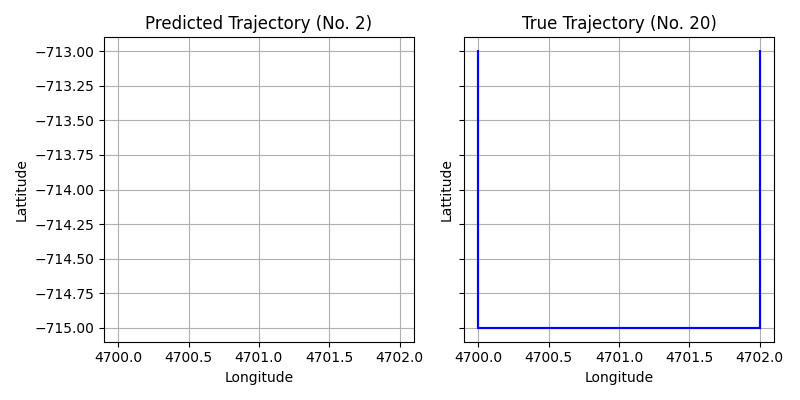 Predicted Trajectory (No. 2)
True Trajectory (No. 20)
−713.00
−713.25
−713.50
−713.75
−714.00
−714.25
−714.50
−714.75
−715.00
Lattitude
Lattitude
4700.0 4700.5 4701.0 4701.5 4702.0
4700.0 4700.5 4701.0 4701.5 4702.0
Longitude
Longitude